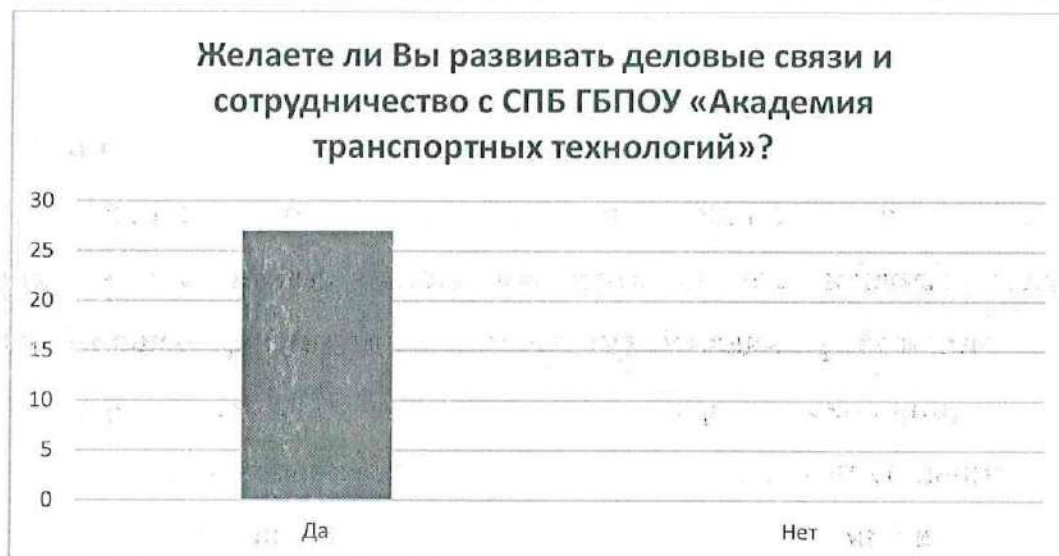 Желаете ли Вы развивать деловые связи и
сотрудничество с СПБ ГБПОУ «Академия
транспортных технологий»?
30
25
20
15
10
5
0
Да
Нет